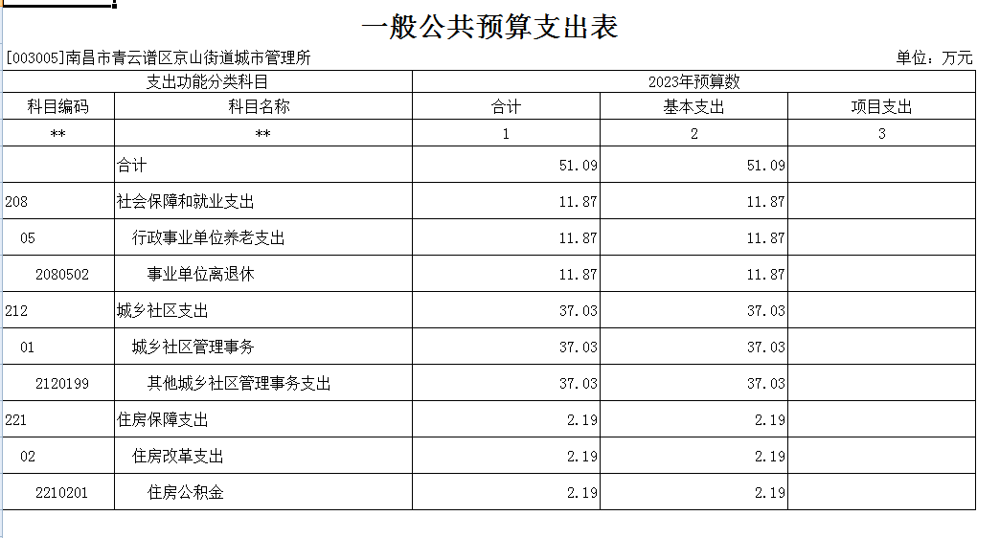 一般公共预算支出表
[003005]南昌市青云谱区京山街道城市管理所 单位：万元
支出功能分类科目 2023年预算数
科目编码 科目名称 合计 基本支出 项目支出
** ** 1 2 3
合计 51.09 51.09
208 社会保障和就业支出 11.87 11.87
05 行政事业单位养老支出 11.87 11.87
2080502 事业单位离退休 11.87 11.87
212 城乡社区支出 37.03 37.03
01 城乡社区管理事务 37.03 37.03
2120199 其他城乡社区管理事务支出 37.03 37.03
221 住房保障支出 2.19 2.19
02 住房改革支出 2.19 2.19
2210201 住房公积金 2.19 2.19